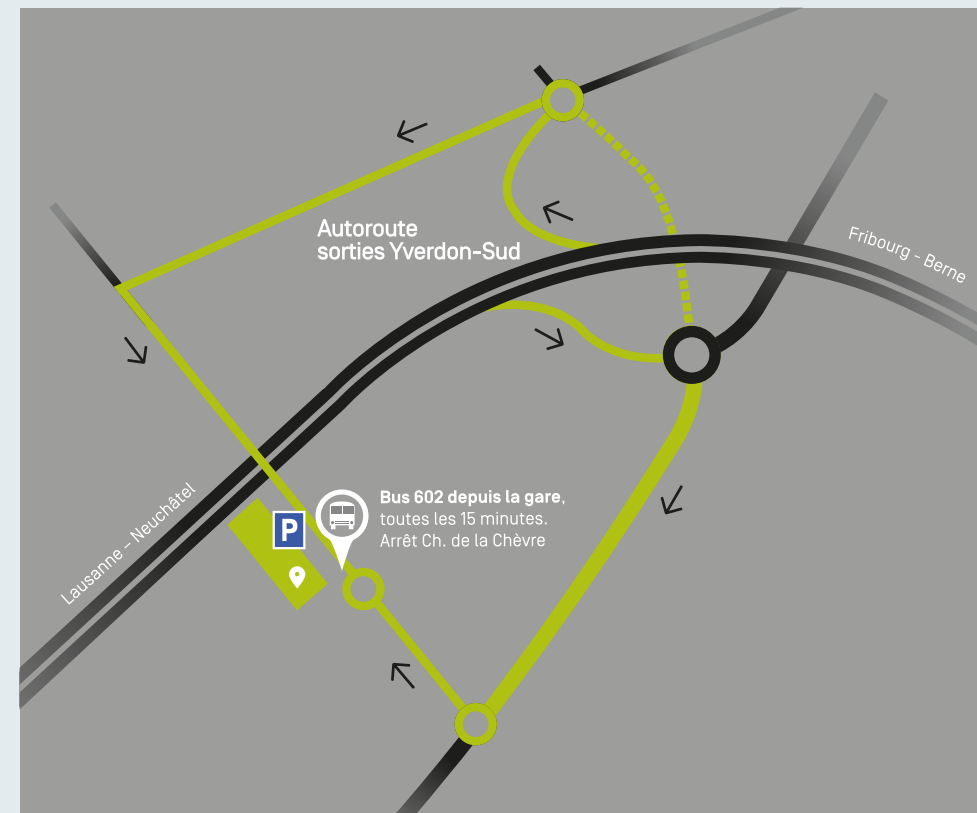 Autoroute
sorties Yverdon-Sud
Fribourg - Berne
Lausanne - Neuchâtel
P
Bus 602 depuis la gare,
toutes les 15 minutes.
Arrêt Ch. de la Chèvre